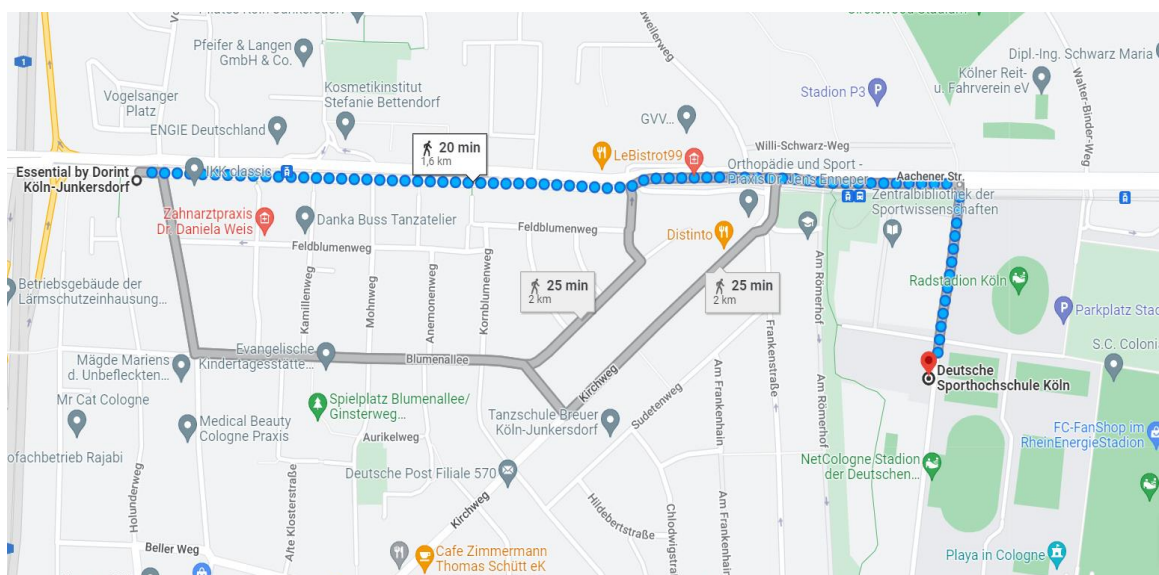 Pfeifer & Langen
GmbH & Co.
1
Vogelsanger
Platz
Kosmetikinstitut
Stefanie Bettendorf
ENGIE Deutschland
Stadion P3
Dipl.-Ing. Schwarz Maria
Kölner Reit-
u. Fahrverein eV
Walter-Binder-Weg
GVV...
Willi-Schwarz-Weg
20 min
1,6 km
LeBistrot99
Essential by Dorint
Köln-Junkersdorf
IKK classic
Orthopädie und Sport -
Praxis Dr. Jens Enneper
Aachener Str.
Zentralbibliothek der
Sportwissenschaften
Zahnarztpraxis
Dr. Daniela Weis
Danka Buss Tanzatelier
Feldblumenweg
Feldblumenweg
Distinto
Betriebsgebäude der
Lärmschutzeinhausung...
Kamillenweg
Mohnweg
Anemonenweg
Kornblumenweg
25 min
2 km
25 min
2 km
Am Römerhof
Radstadion Köln
Parkplatz Stad
Frankenstraße
S.C. Colonia
Evangelische
Kindertagesstätte...
Blumenallee
Mägde Mariens
d. Unbefleckten...
Kirchweg
Am Frankenhain
Am Römerhof
Deutsche
Sporthochschule Köln
Mr Cat Cologne
Spielplatz Blumenallee/
Ginsterweg...
Medical Beauty
Cologne Praxis
Aurikelweg
Tanzschule Breuer
Köln-Junkersdorf
Sudetenweg
FC-FanShop im
RheinEnergieStadion
ofachbetrieb Rajabi
Deutsche Post Filiale 570
NetCologne Stadion
der Deutschen...
Holunderweg
Alte Klosterstraße
Kirchweg
Hildebertstraße
Chlodwigstraß
Am Frankenhain
Beller Weg
Cafe Zimmermann
Thomas Schütt eK
Playa in Cologne